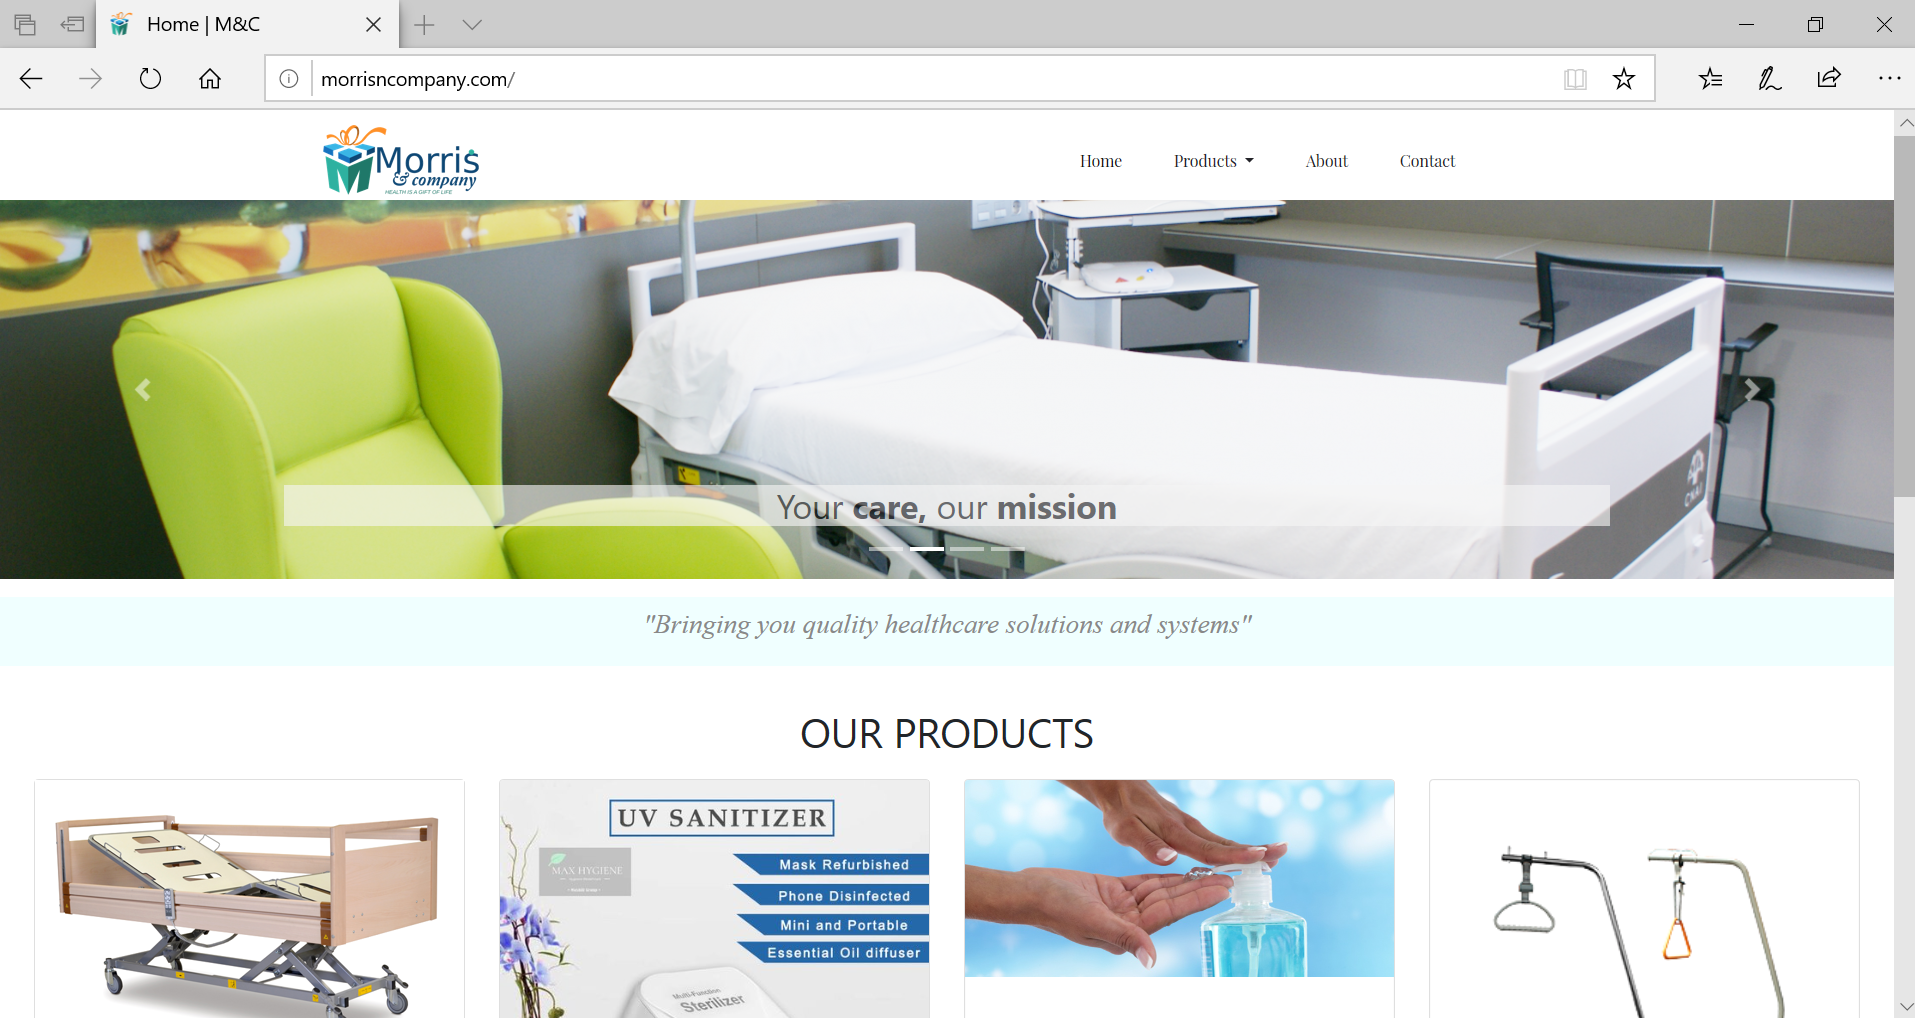 Home | M&C
morrisncompany.com/
Morris
& company
HEALTH IS A GIFT OF LIFE
Home
Products
About
Contact
Your care, our mission
CHAI
"Bringing you quality healthcare solutions and systems"
OUR PRODUCTS
UV SANITIZER
MAX HYGIENE
Mask Refurbished
Phone Disinfected
Mini and Portable
Essential Oil diffuser
Multi-Function
Sterilizer